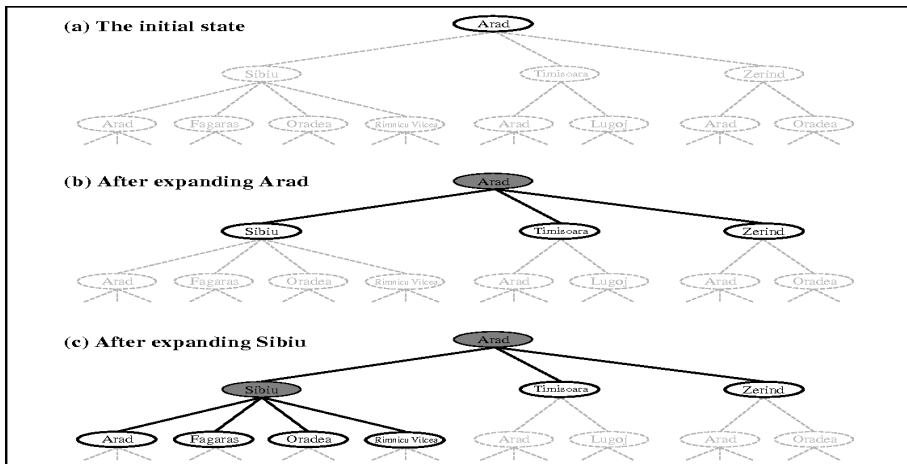 (a) The initial state
Arad
Sibiu Timisoara Zerind
Arad Fagaras Oradea Rimnicu Vilcea Arad Lugoj Arad Oradea
(b) After expanding Arad
Arad
Sibiu Timisoara Zerind
Arad Fagaras Oradea Rimnicu Vilcea Arad Lugoj Arad Oradea
(c) After expanding Sibiu
Arad
Sibiu Timisoara Zerind
Arad Fagaras Oradea Rimnicu Vilcea Arad Lugoj Arad Oradea